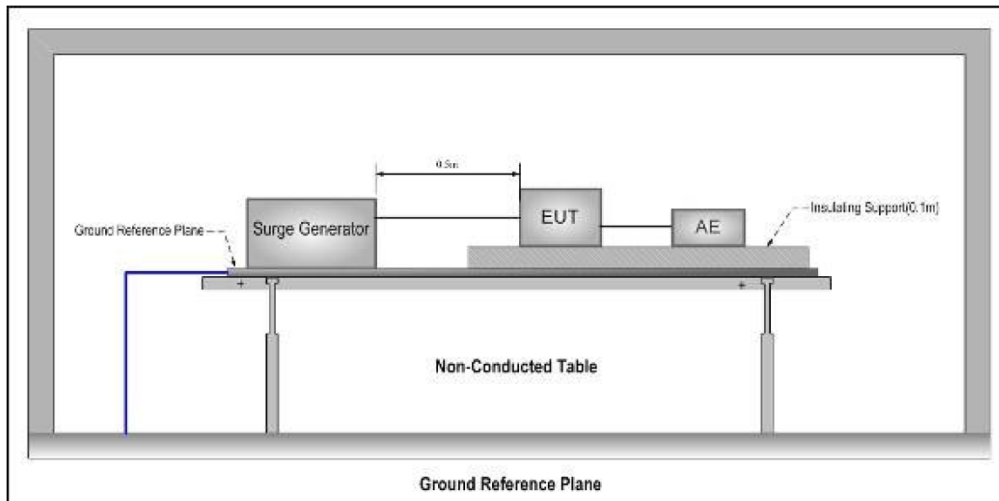 0.5m
Surge Generator
EUT
AE
Insulating Support(0.1m)
Ground Reference Plane
Non-Conducted Table
Ground Reference Plane